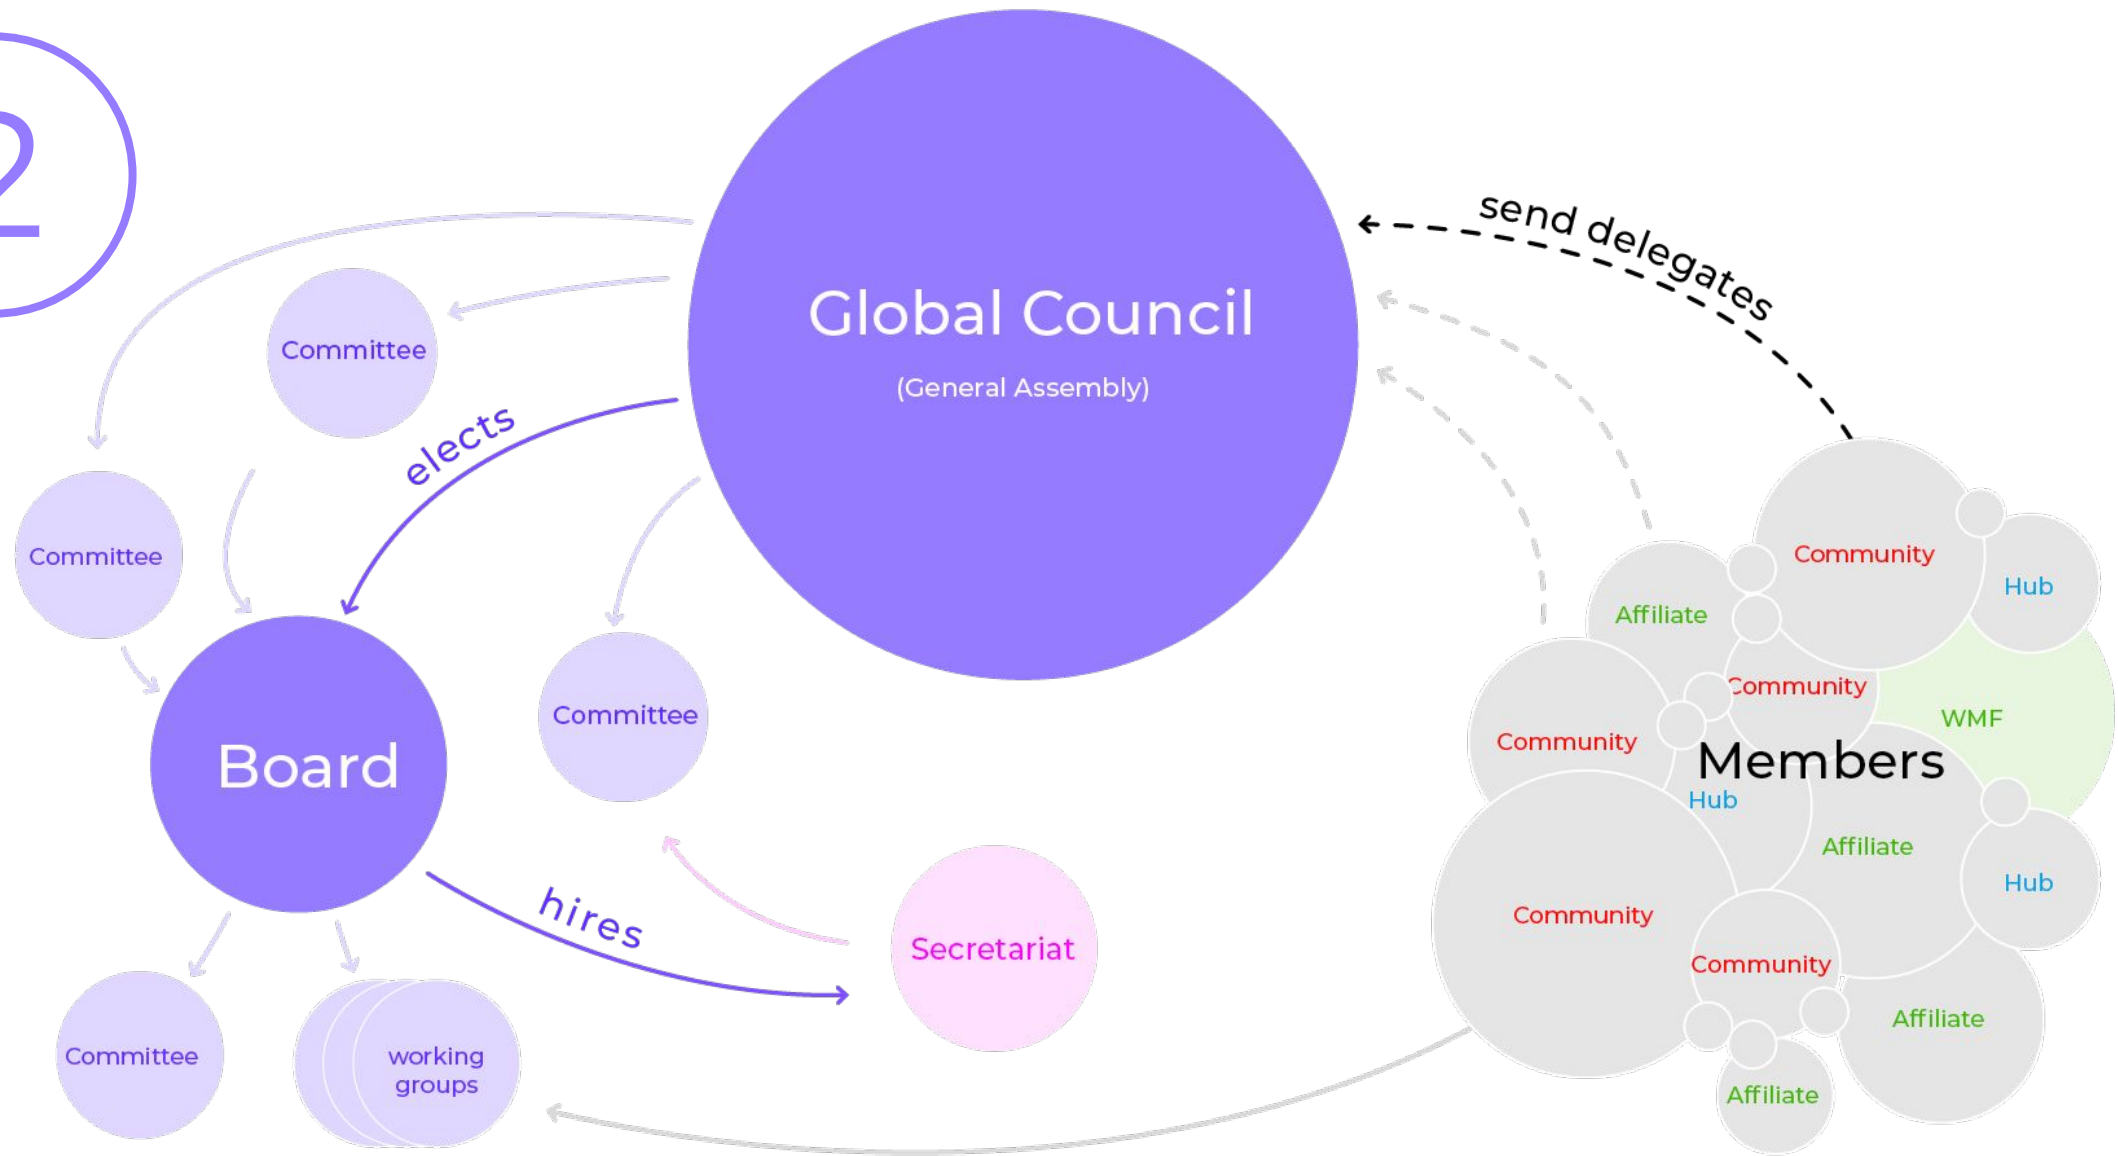 2
send delegates
Global Council
(General Assembly)
Committee
elects
Committee
Committee
Board
hires
Secretariat
Committee
working
groups
Community
Hub
Affiliate
Community
WMF
Community
Members
Hub
Affiliate
Hub
Community
Community
Affiliate
Affiliate